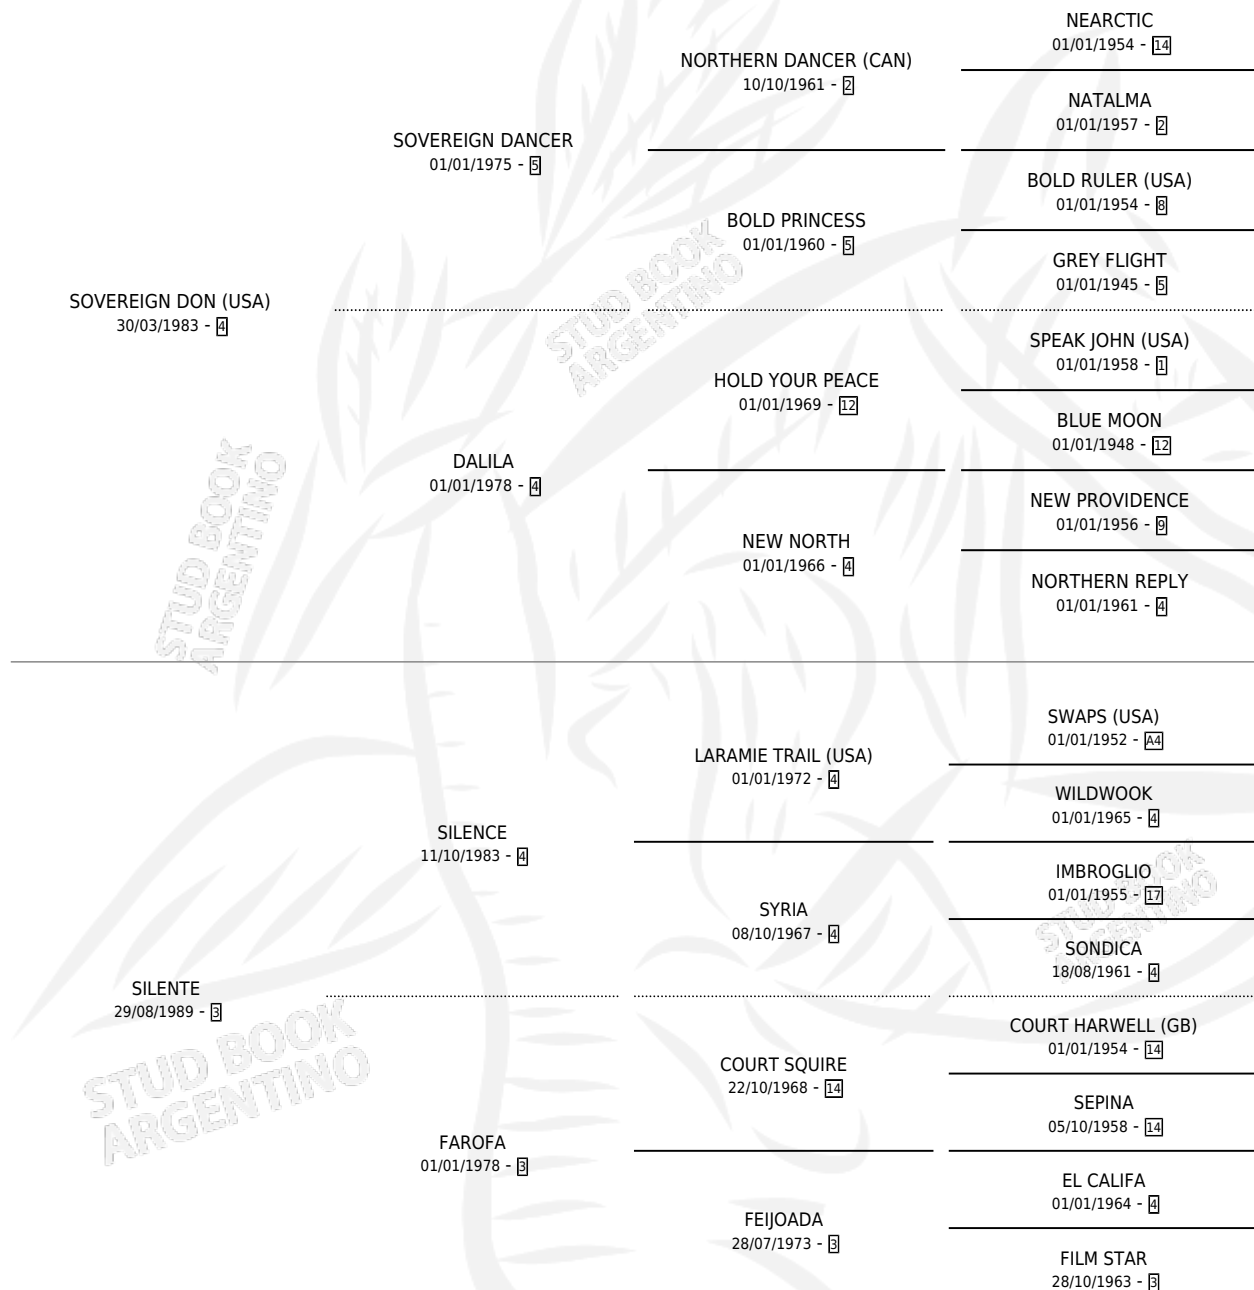 NEARCTIC
01/01/1954 - 14
NORTHERN DANCER (CAN)
10/10/1961 - 2
NATALMA
01/01/1957 - 2
SOVEREIGN DANCER
01/01/1975 - 5
BOLD RULER (USA)
01/01/1954 - 8
BOLD PRINCESS
01/01/1960 - 5
GREY FLIGHT
01/01/1945 - 5
SOVEREIGN DON (USA)
30/03/1983 - 4
SPEAK JOHN (USA)
01/01/1958 - 1
HOLD YOUR PEACE
01/01/1969 - 12
BLUE MOON
01/01/1948 - 12
DALILA
01/01/1978 - 4
NEW PROVIDENCE
01/01/1956 - 9
NEW NORTH
01/01/1966 - 4
NORTHERN REPLY
01/01/1961 - 4
SWAPS (USA)
01/01/1952 - A4
LARAMIE TRAIL (USA)
01/01/1972 - 4
WILDWOOK
01/01/1965 - 4
SILENCE
11/10/1983 - 4
IMBROGLIO
01/01/1955 - 17
SYRIA
08/10/1967 - 4
SONDICA
18/08/1961 - 4
SILENTE
29/08/1989 - 3
COURT HARWELL (GB)
01/01/1954 - 14
COURT SQUIRE
22/10/1968 - 14
SEPINA
05/10/1958 - 14
FAROFA
01/01/1978 - 3
EL CALIFA
01/01/1964 - 4
FEIJOADA
28/07/1973 - 3
FILM STAR
28/10/1963 - 3
STUD BOOK
ARGENTINO
STUD BOOK
ARGENTINO
STUD BOOK
ARGENTINO
STUD BOOK
ARGENTINO